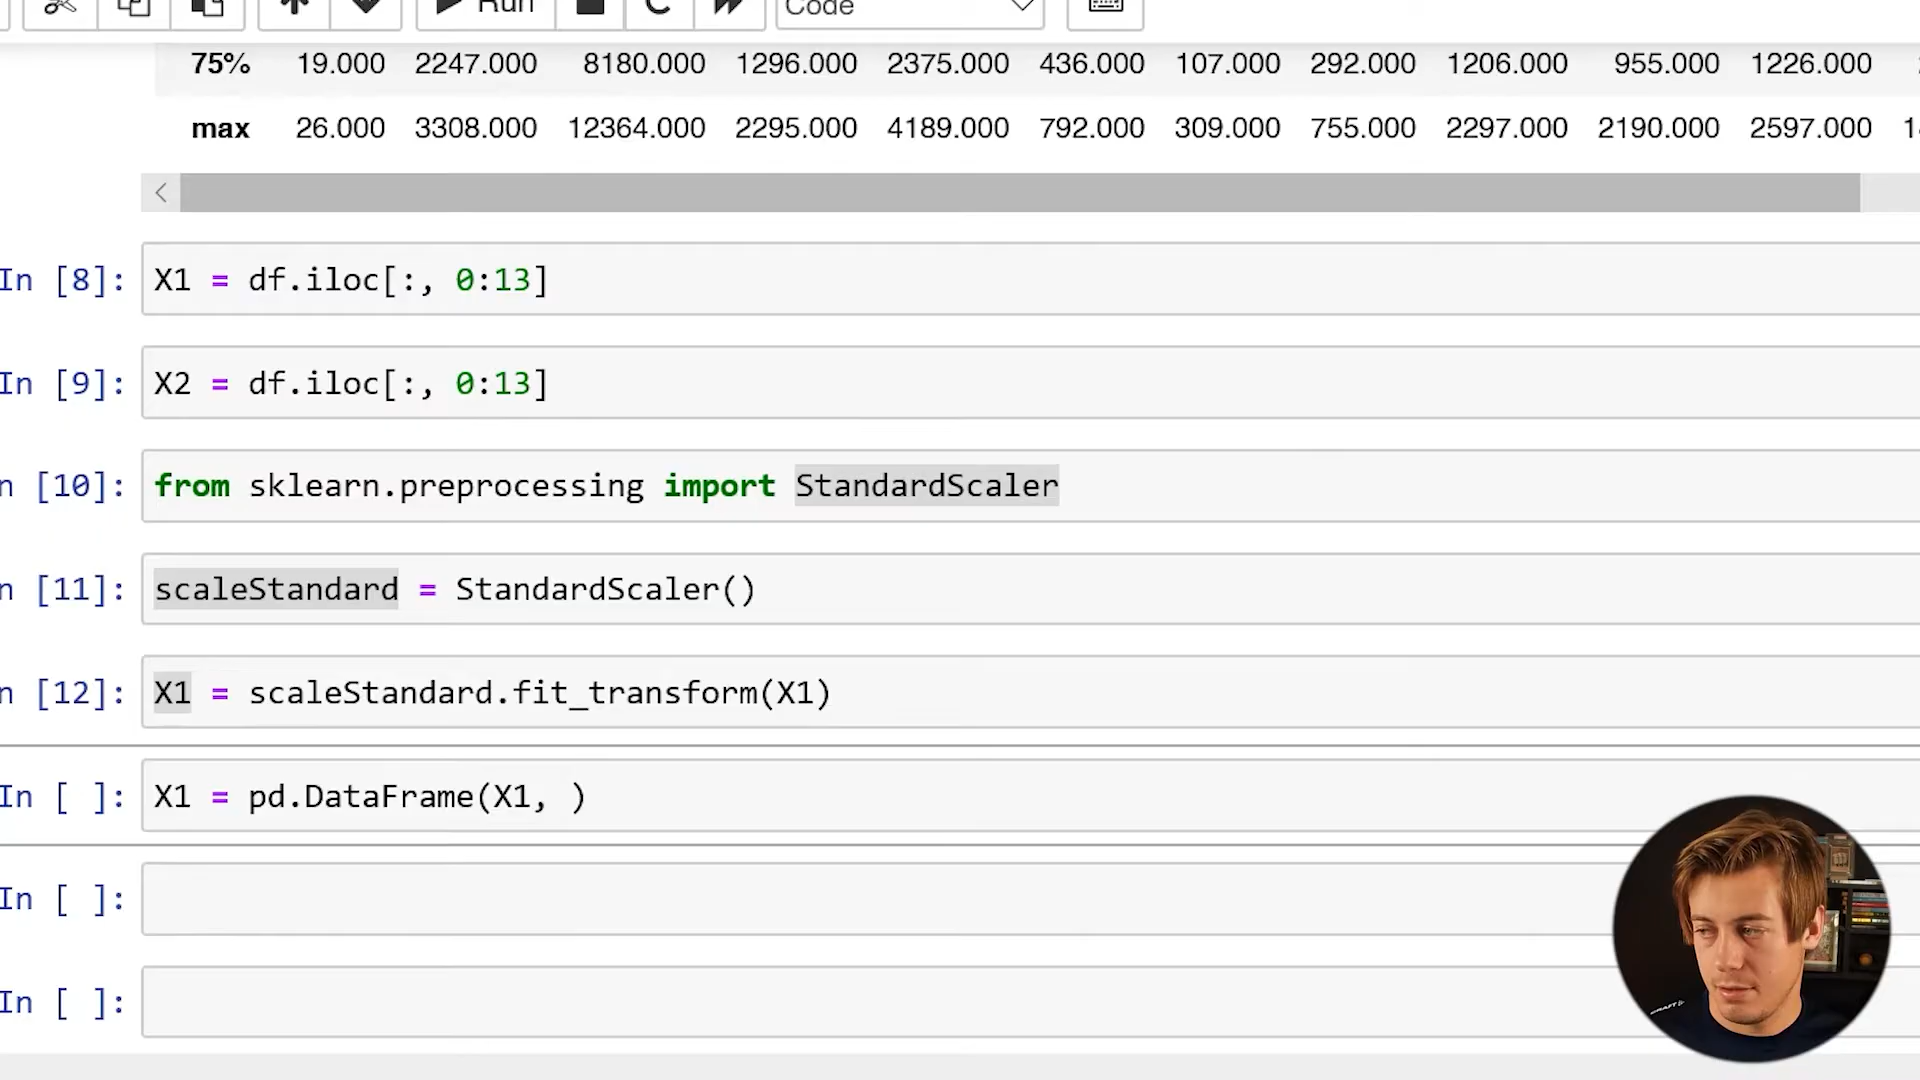 Run
Code
75% 19.000 2247.000 8180.000 1296.000 2375.000 436.000 107.000 292.000 1206.000 955.000 1226.000
max 26.000 3308.000 12364.000 2295.000 4189.000 792.000 309.000 755.000 2297.000 2190.000 2597.000
In [8]: X1 = df.iloc[:, 0:13]
In [9]: X2 = df.iloc[:, 0:13]
n [10]: from sklearn.preprocessing import StandardScaler
n [11]: scaleStandard = StandardScaler()
n [12]: X1 = scaleStandard.fit_transform(X1)
In [ ]: X1 = pd.DataFrame(X1, )
In [ ]:
In [ ]: